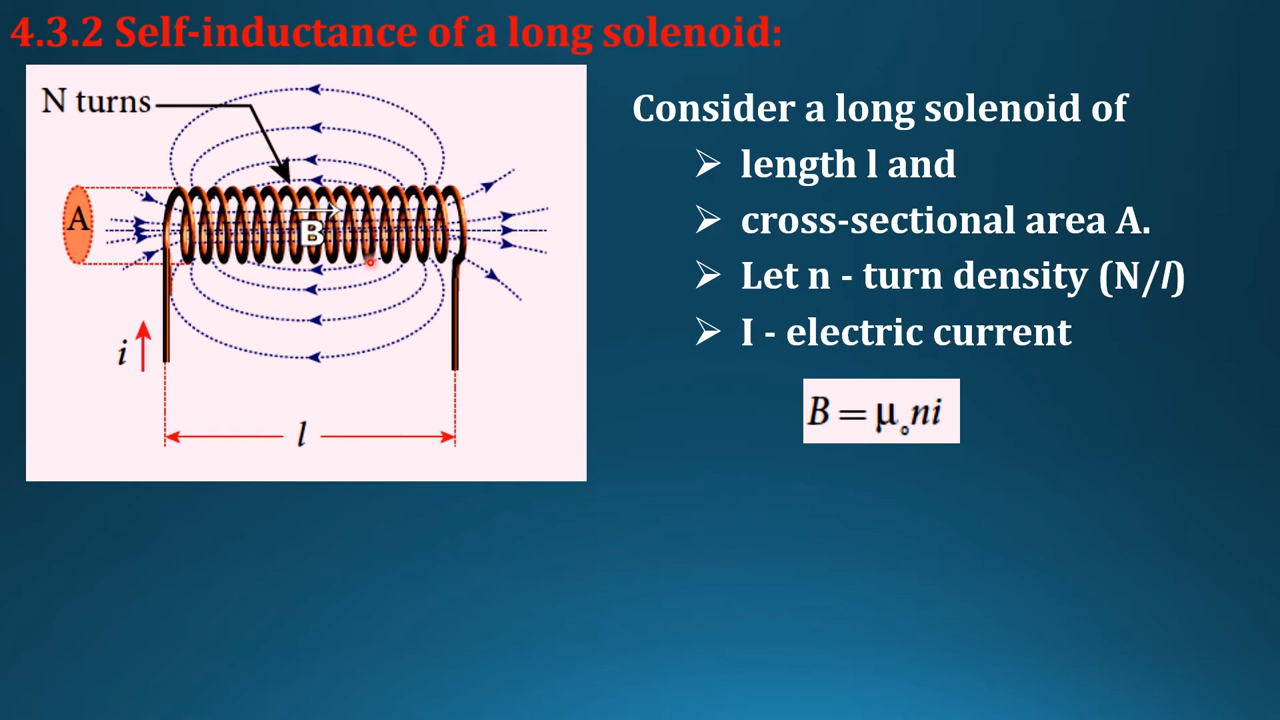 4.3.2 Self-inductance of a long solenoid:
N turns
A
B
i
l
Consider a long solenoid of
➢ length l and
➢ cross-sectional area A.
➢ Let n - turn density (N/l)
➢ I - electric current
B = μ₀ni